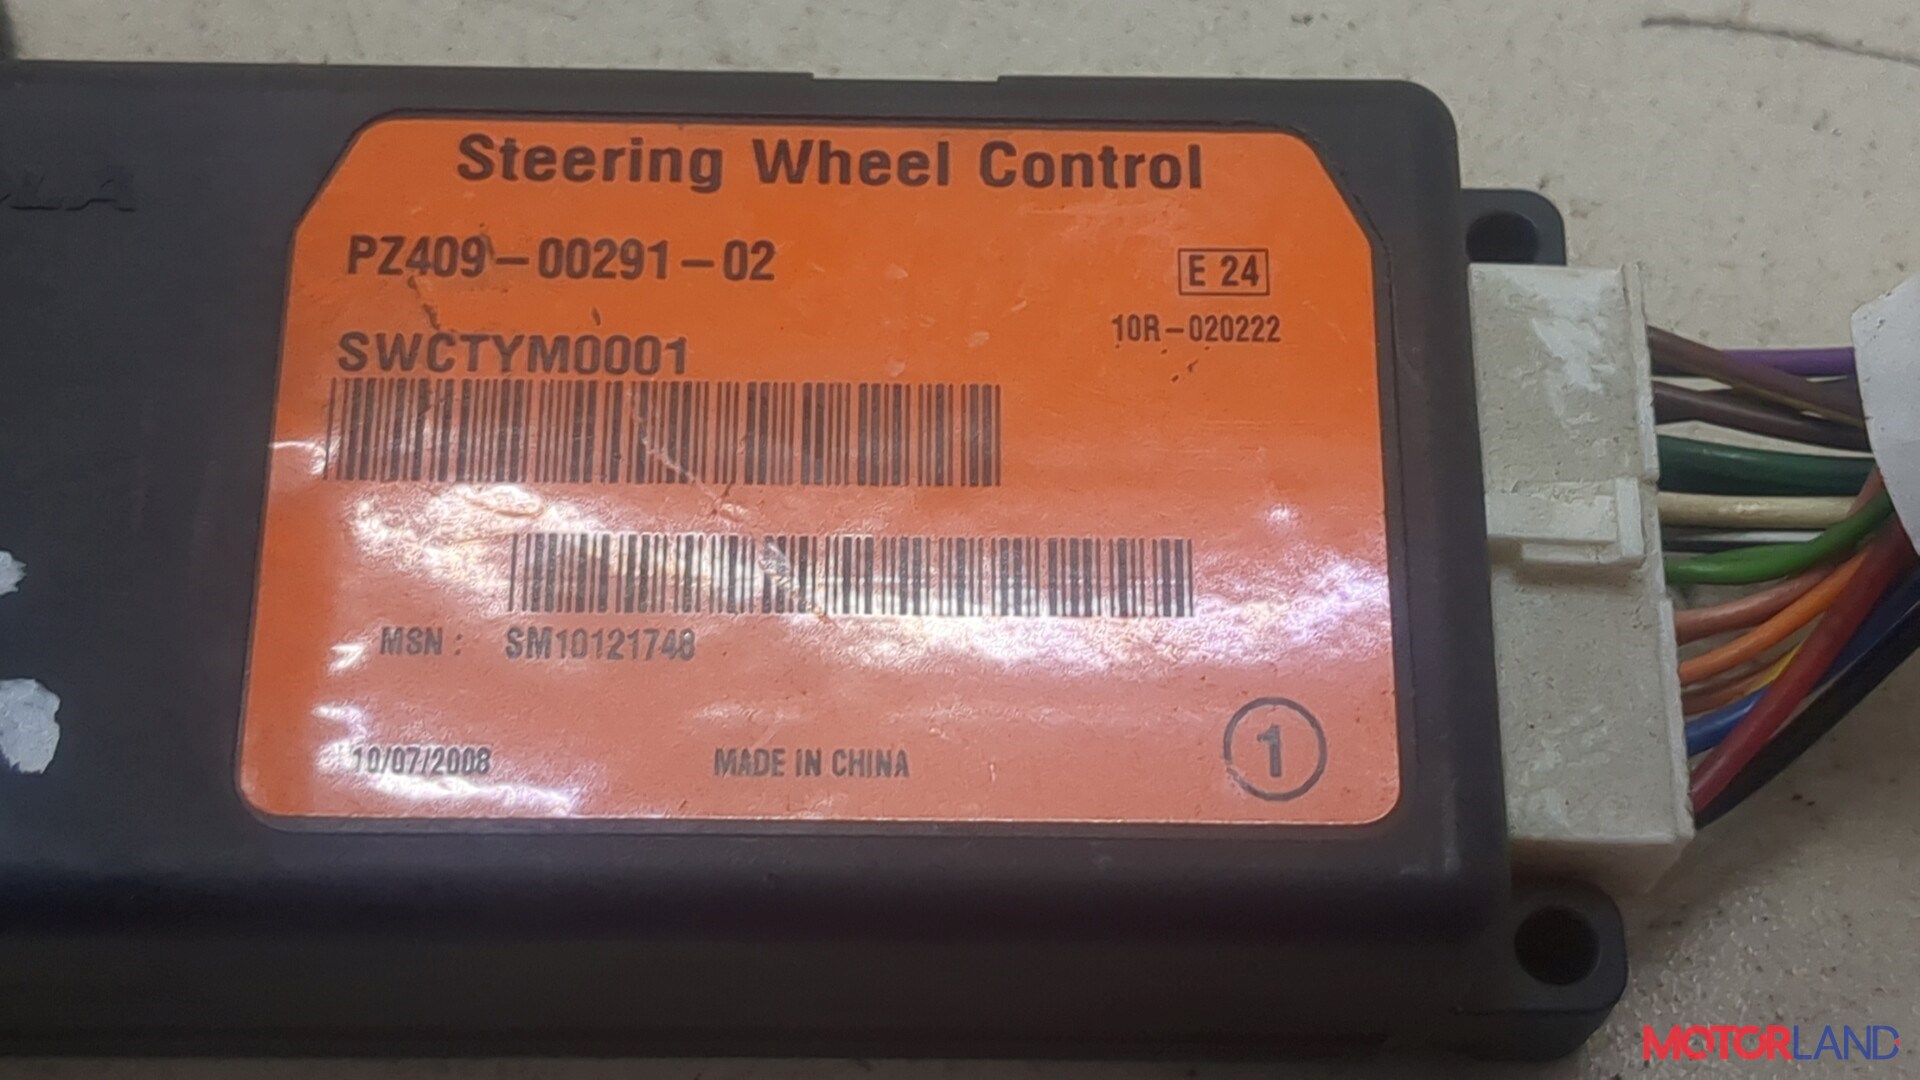 Steering Wheel Control
PZ409-00291-02
E 24
10R-020222
SWCTYM0001
MSN: SM10121748
10/07/2008
MADE IN CHINA
1
MOTORLAND